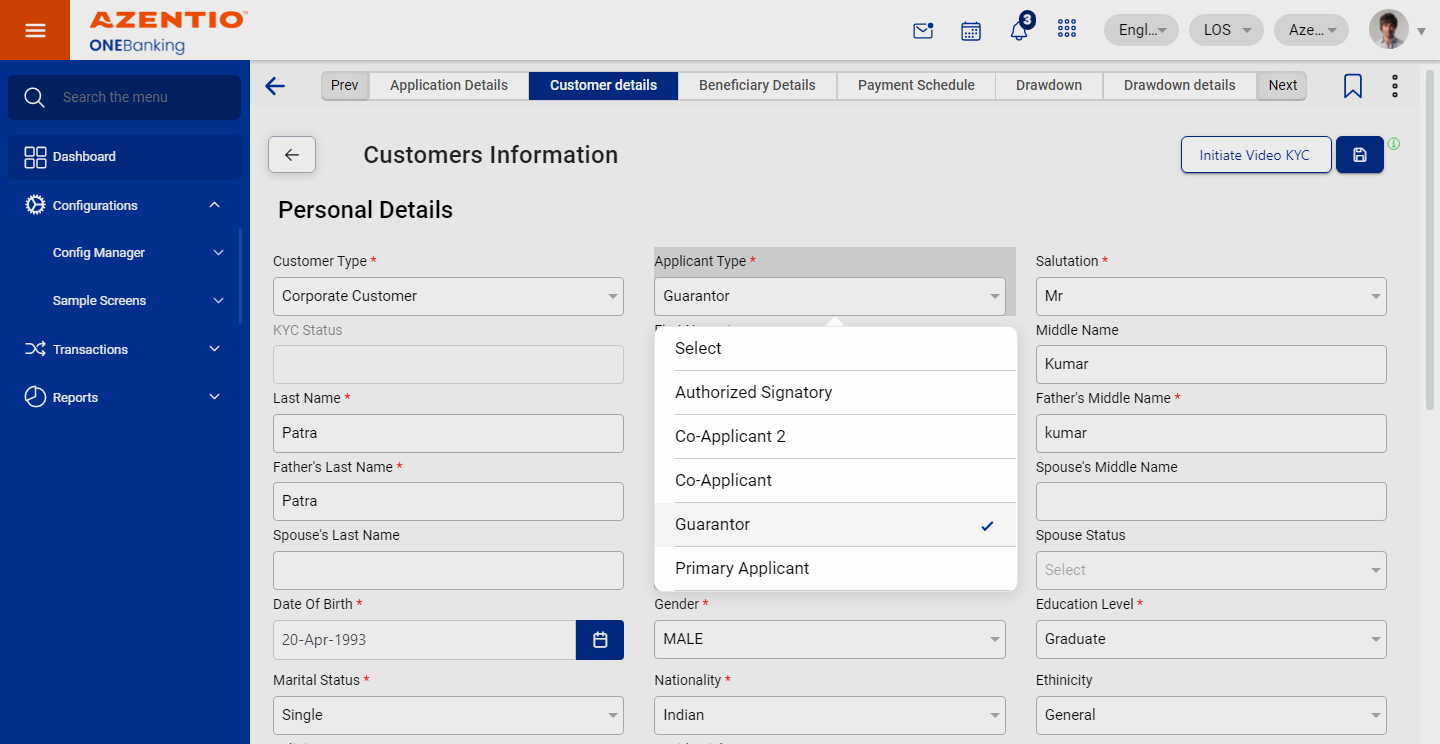 AZENTIO™
ONEBanking
3
Engl...
LOS
Aze...
Search the menu
Dashboard
Configurations
Config Manager
Sample Screens
Transactions
Reports
Prev
Application Details
Customer details
Beneficiary Details
Payment Schedule
Drawdown
Drawdown details
Next
Customers Information
Initiate Video KYC
Personal Details
Customer Type *
Applicant Type *
Salutation *
Corporate Customer
Guarantor
Mr
KYC Status
Middle Name
Kumar
Select
Authorized Signatory
Co-Applicant 2
Co-Applicant
Guarantor
Primary Applicant
Last Name *
Father's Middle Name *
Patra
kumar
Father's Last Name *
Spouse's Middle Name
Patra
Spouse's Last Name
Spouse Status
Select
Date Of Birth *
Gender *
Education Level *
20-Apr-1993
MALE
Graduate
Marital Status *
Nationality *
Ethinicity
Single
Indian
General